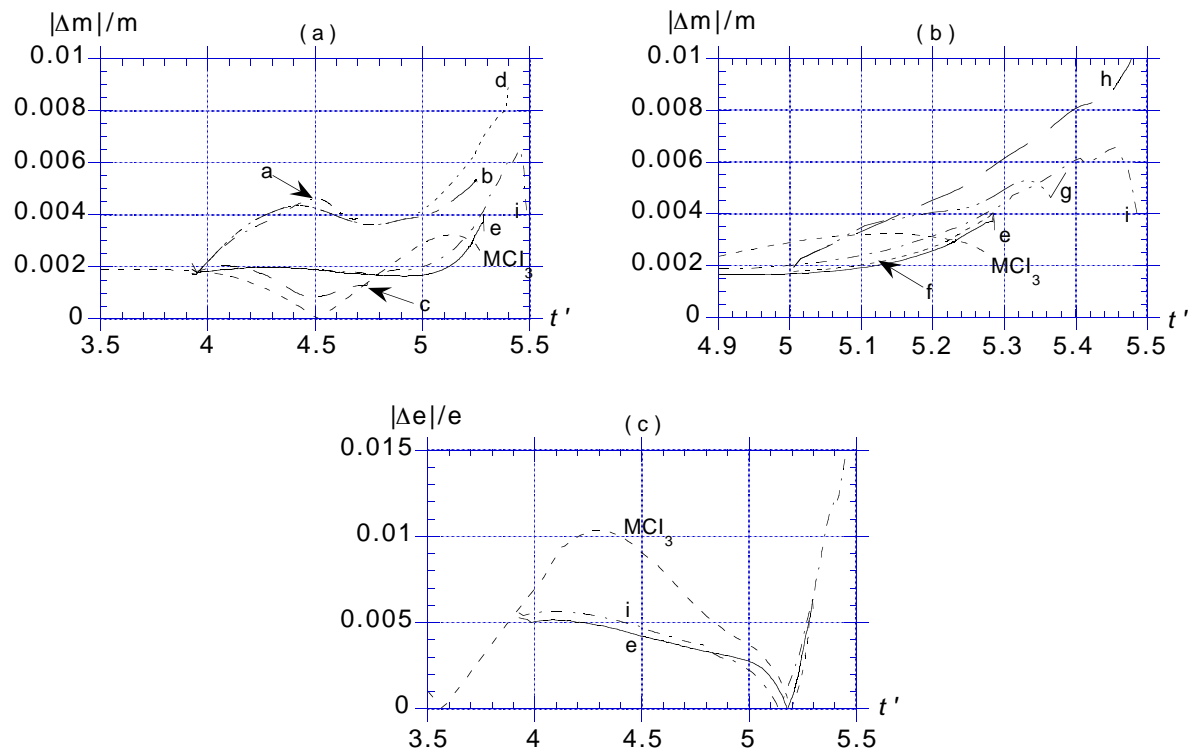 |Δm|/m
(a)
0.01
0.008
0.006
0.004
0.002
0
3.5 4 4.5 5 5.5
t'
a
b
c
d
e
i
MCI3
|Δm|/m
(b)
0.01
0.008
0.006
0.004
0.002
0
4.9 5 5.1 5.2 5.3 5.4 5.5
t'
h
g
i
e
MCI3
f
|Δe|/e
(c)
0.015
0.01
0.005
0
3.5 4 4.5 5 5.5
t'
MCI3
i
e